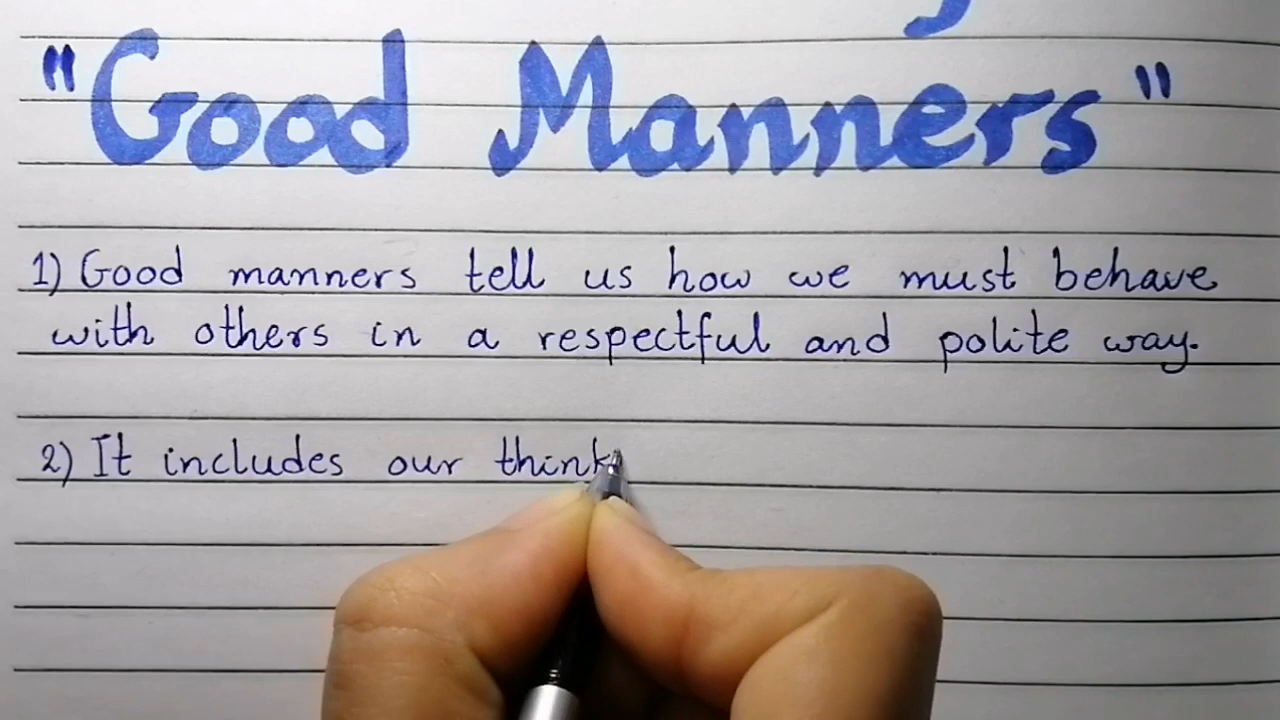 "Good Manners"
1) Good manners tell us how we must behave
with others in a respectful and polite way.
2) It includes our think